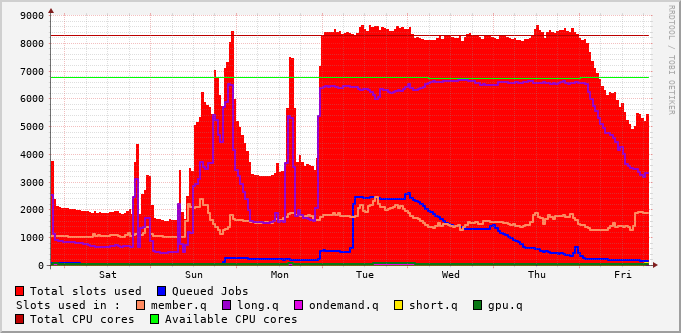 9000
8000
7000
6000
5000
4000
3000
2000
1000
0
Sat Sun Mon Tue Wed Thu Fri
RRDTOOL / TOBI OETIKER
Total slots used Queued Jobs
Slots used in : member.q long.q ondemand.q short.q gpu.q
Total CPU cores Available CPU cores